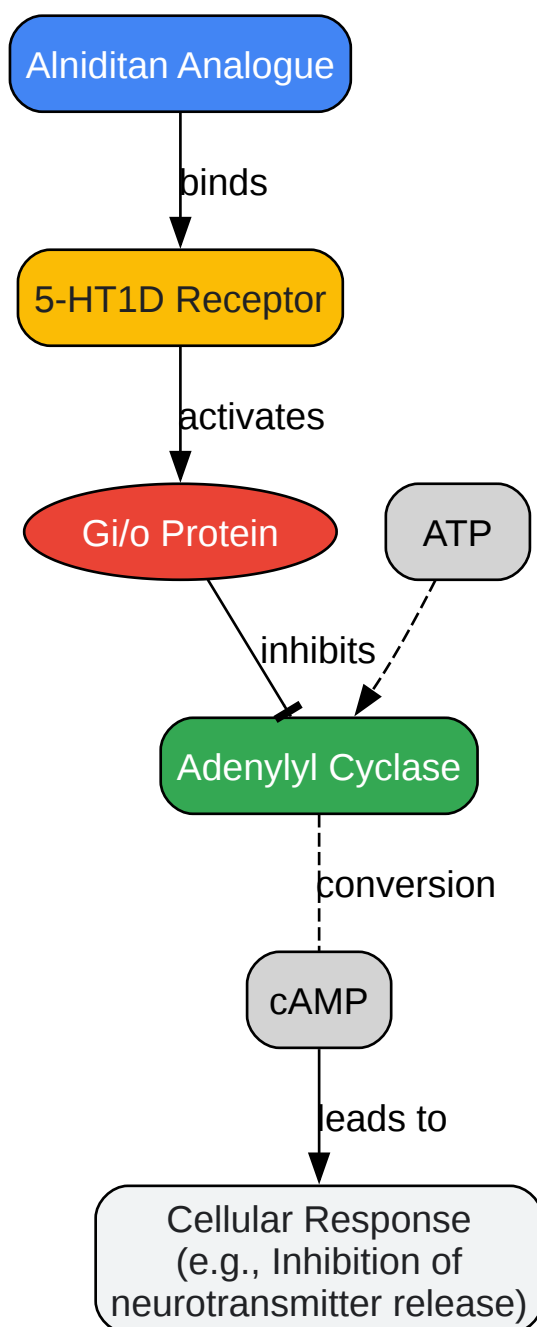 Alniditan Analogue
binds
5-HT1D Receptor
activates
Gi/o Protein
ATP
inhibits
Adenylyl Cyclase
conversion
cAMP
leads to
Cellular Response
(e.g., Inhibition of
neurotransmitter release)